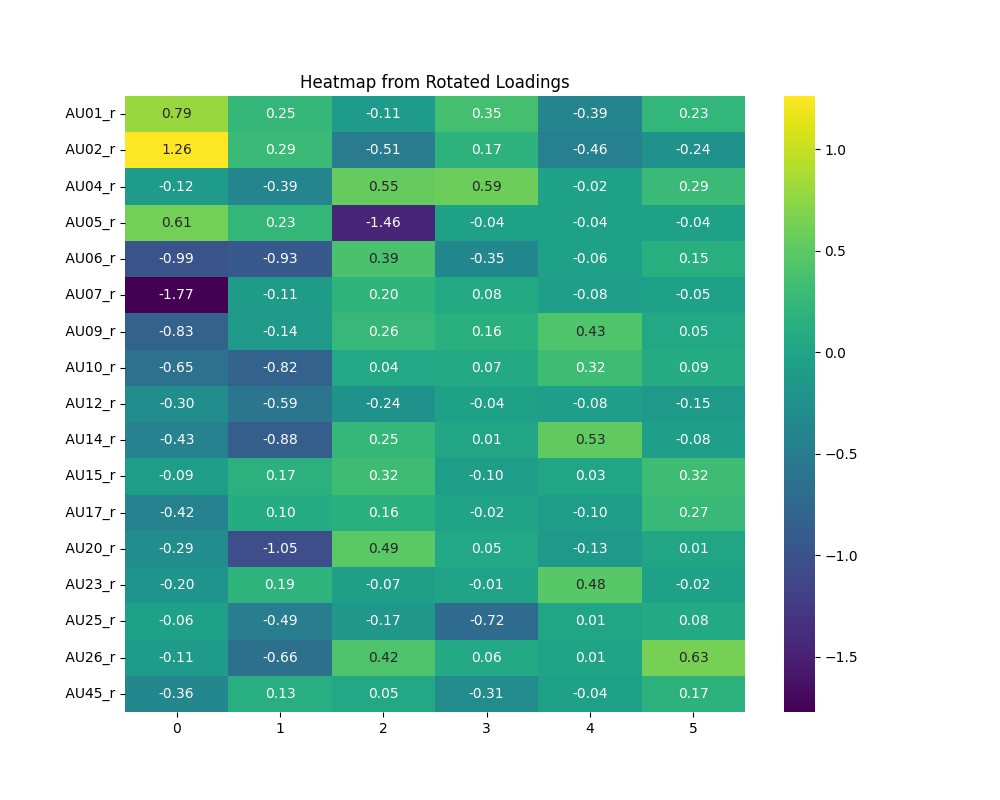 Heatmap from Rotated Loadings
AU01_r 0.79 0.25 -0.11 0.35 -0.39 0.23
AU02_r 1.26 0.29 -0.51 0.17 -0.46 -0.24
AU04_r -0.12 -0.39 0.55 0.59 -0.02 0.29
AU05_r 0.61 0.23 -1.46 -0.04 -0.04 -0.04
AU06_r -0.99 -0.93 0.39 -0.35 -0.06 0.15
AU07_r -1.77 -0.11 0.20 0.08 -0.08 -0.05
AU09_r -0.83 -0.14 0.26 0.16 0.43 0.05
AU10_r -0.65 -0.82 0.04 0.07 0.32 0.09
AU12_r -0.30 -0.59 -0.24 -0.04 -0.08 -0.15
AU14_r -0.43 -0.88 0.25 0.01 0.53 -0.08
AU15_r -0.09 0.17 0.32 -0.10 0.03 0.32
AU17_r -0.42 0.10 0.16 -0.02 -0.10 0.27
AU20_r -0.29 -1.05 0.49 0.05 -0.13 0.01
AU23_r -0.20 0.19 -0.07 -0.01 0.48 -0.02
AU25_r -0.06 -0.49 -0.17 -0.72 0.01 0.08
AU26_r -0.11 -0.66 0.42 0.06 0.01 0.63
AU45_r -0.36 0.13 0.05 -0.31 -0.04 0.17
0 1 2 3 4 5
1.0
0.5
0.0
−0.5
−1.0
−1.5